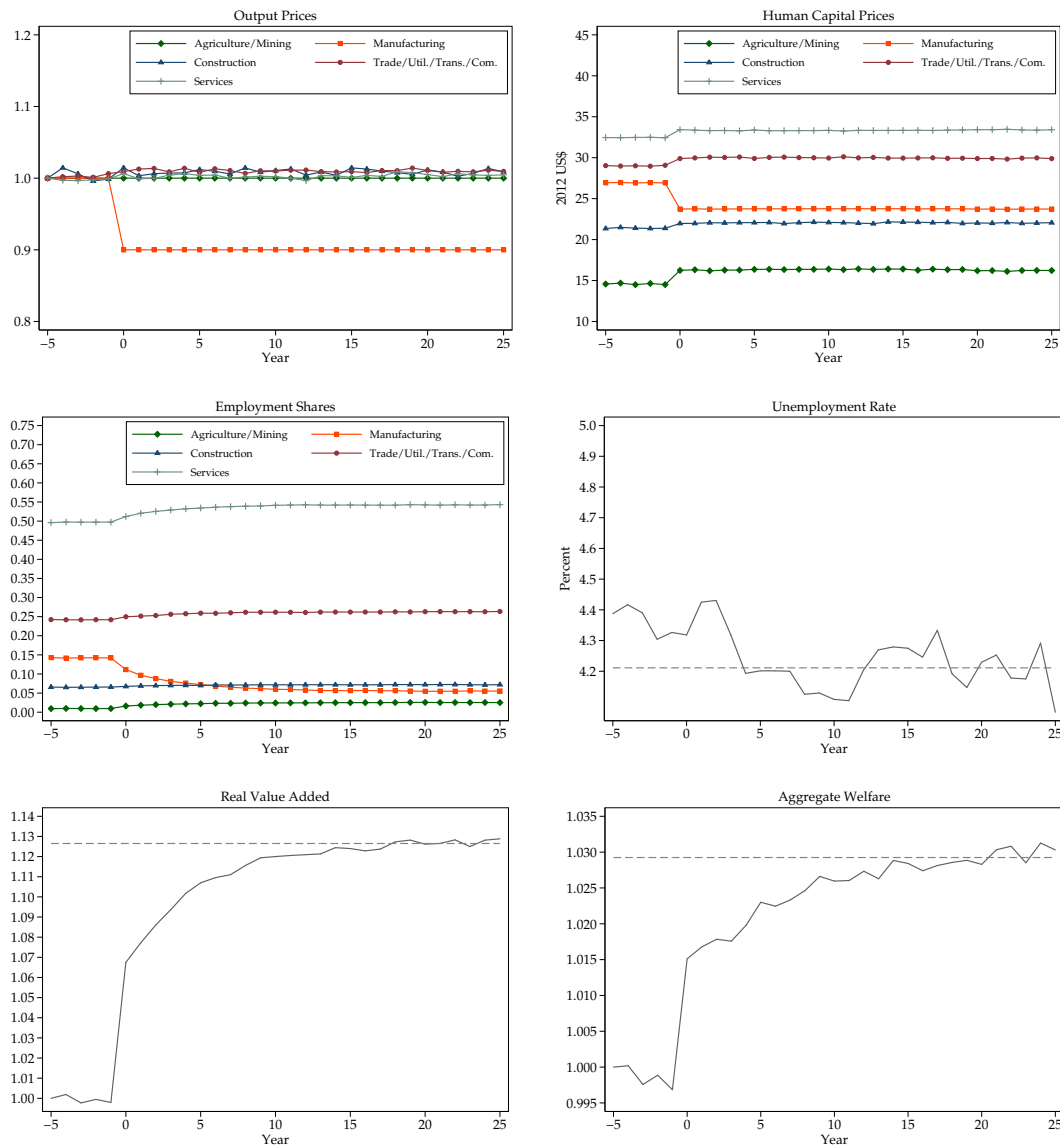 Output Prices
Agriculture/Mining
Manufacturing
Construction
Trade/Util./Trans./Com.
Services
1.2
1.1
1.0
0.9
0.8
−5 0 5 10 15 20 25
Year
Human Capital Prices
Agriculture/Mining
Manufacturing
Construction
Trade/Util./Trans./Com.
Services
2012 US$
45
40
35
30
25
20
15
10
−5 0 5 10 15 20 25
Year
Employment Shares
Agriculture/Mining
Manufacturing
Construction
Trade/Util./Trans./Com.
Services
0.75
0.70
0.65
0.60
0.55
0.50
0.45
0.40
0.35
0.30
0.25
0.20
0.15
0.10
0.05
0.00
−5 0 5 10 15 20 25
Year
Unemployment Rate
Percent
5.0
4.9
4.8
4.7
4.6
4.5
4.4
4.3
4.2
−5 0 5 10 15 20 25
Year
Real Value Added
1.14
1.13
1.12
1.11
1.10
1.09
1.08
1.07
1.06
1.05
1.04
1.03
1.02
1.01
1.00
−5 0 5 10 15 20 25
Year
Aggregate Welfare
1.035
1.030
1.025
1.020
1.015
1.010
1.005
1.000
0.995
−5 0 5 10 15 20 25
Year